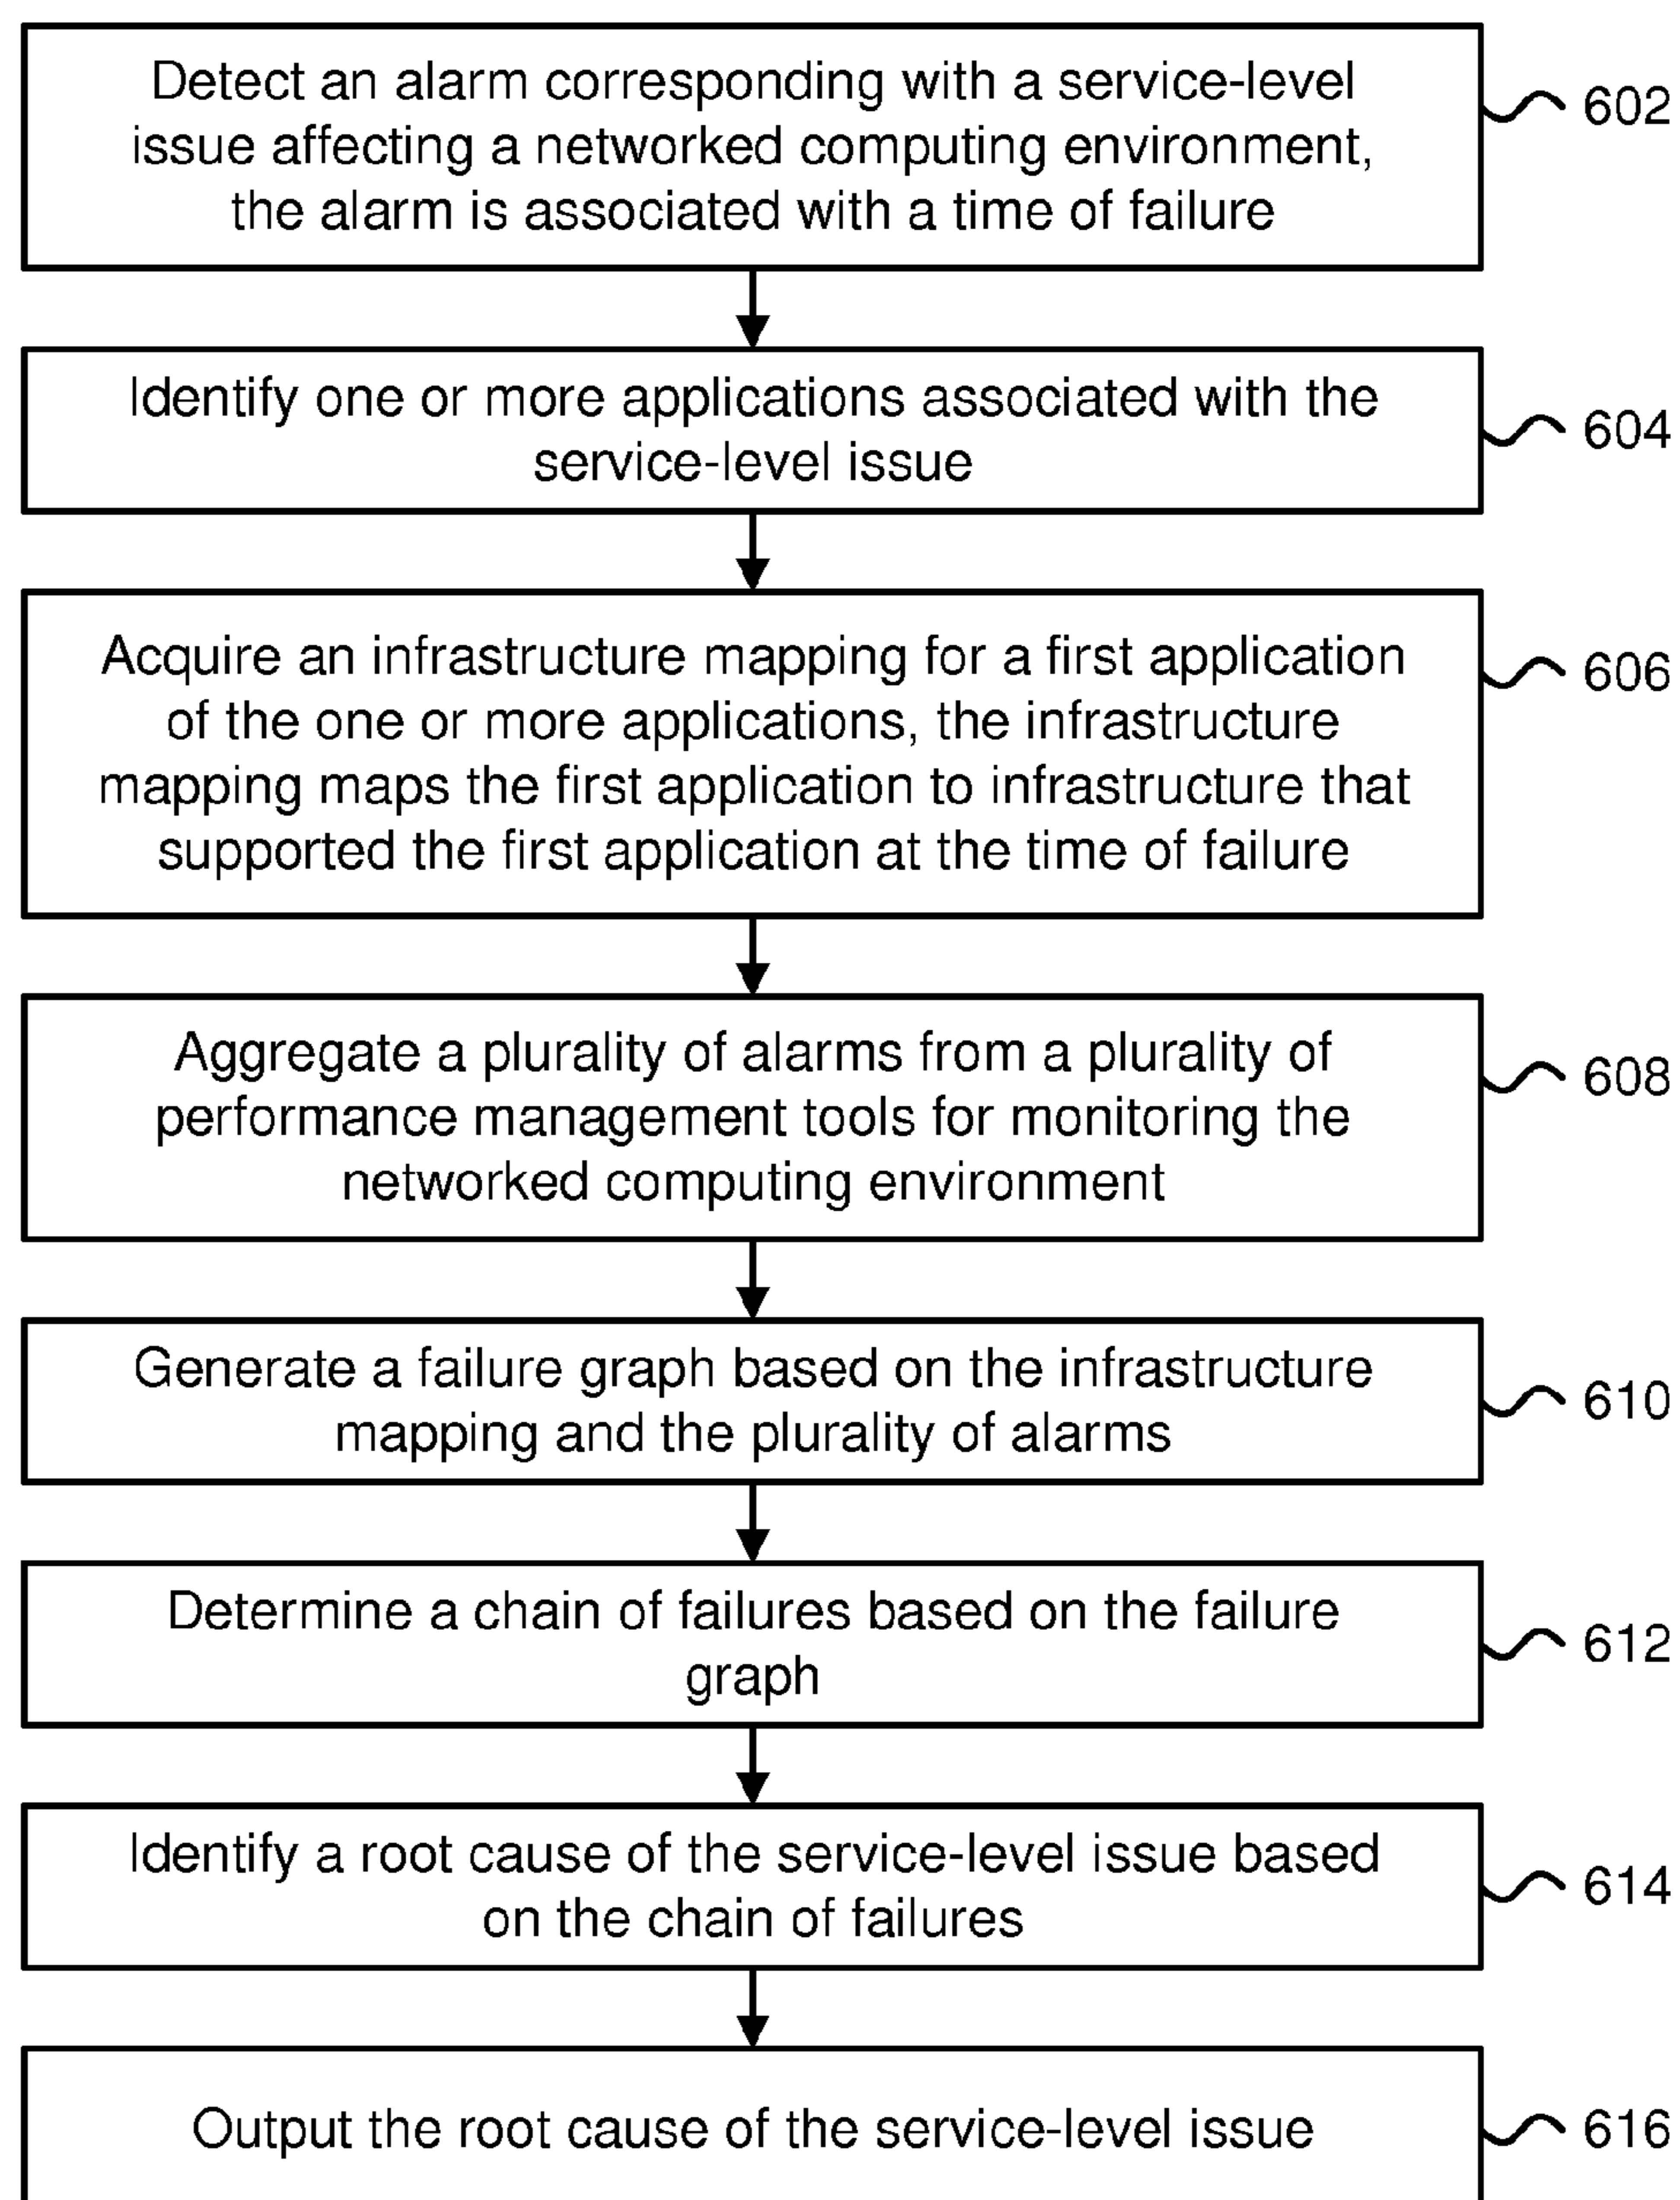 Detect an alarm corresponding with a service-level
issue affecting a networked computing environment,
the alarm is associated with a time of failure
602
Identify one or more applications associated with the
service-level issue
604
Acquire an infrastructure mapping for a first application
of the one or more applications, the infrastructure
mapping maps the first application to infrastructure that
supported the first application at the time of failure
606
Aggregate a plurality of alarms from a plurality of
performance management tools for monitoring the
networked computing environment
608
Generate a failure graph based on the infrastructure
mapping and the plurality of alarms
610
Determine a chain of failures based on the failure
graph
612
Identify a root cause of the service-level issue based
on the chain of failures
614
Output the root cause of the service-level issue
616